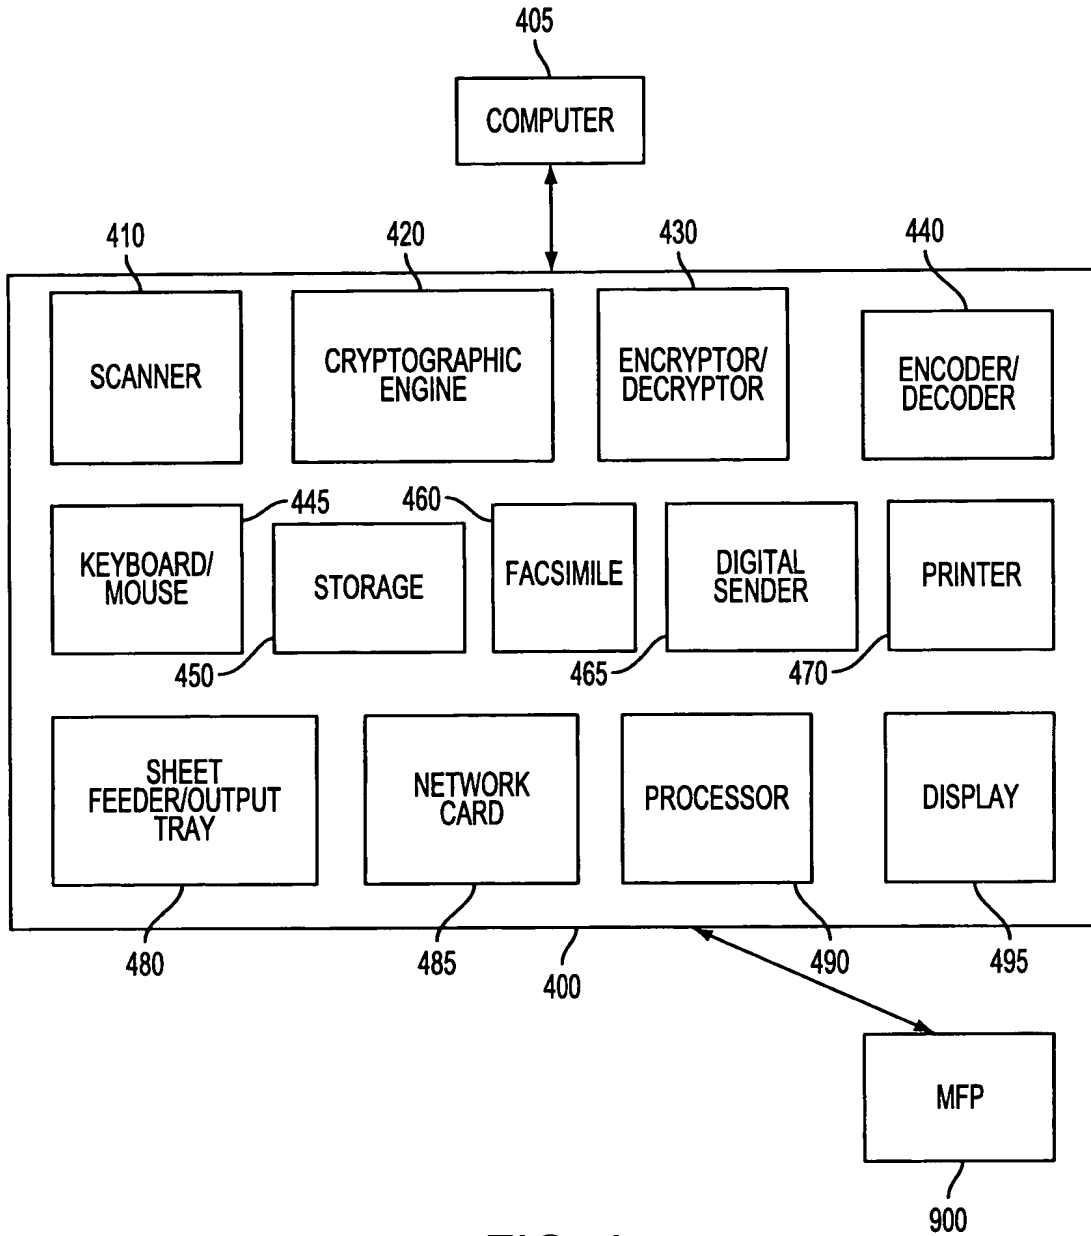 405
COMPUTER
410
420
430
440
SCANNER
CRYPTOGRAPHIC
ENGINE
ENCRYPTOR/
DECRYPTOR
ENCODER/
DECODER
445
460
KEYBOARD/
MOUSE
STORAGE
FACSIMILE
DIGITAL
SENDER
PRINTER
450
465
470
SHEET
FEEDER/OUTPUT
TRAY
NETWORK
CARD
PROCESSOR
DISPLAY
480
485
400
490
495
MFP
900